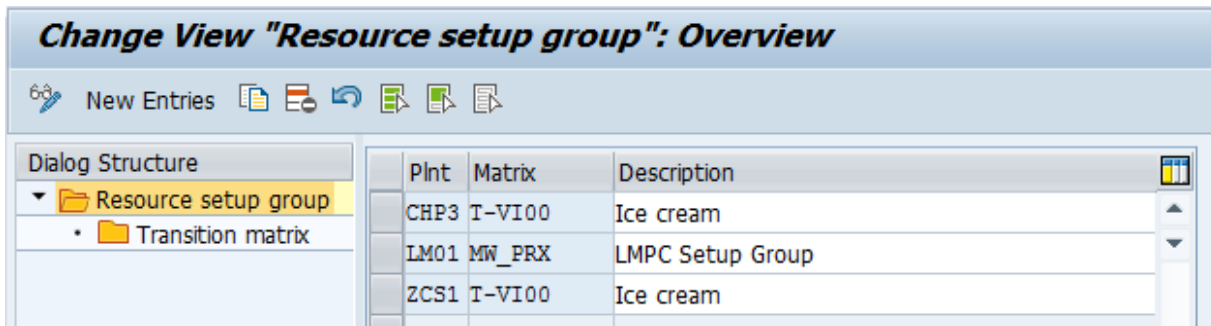 Change View "Resource setup group": Overview
New Entries
Dialog Structure
Resource setup group
Transition matrix
Plnt Matrix Description
CHP3 T-VI00 Ice cream
LM01 MW_PRX LMPC Setup Group
ZCS1 T-VI00 Ice cream